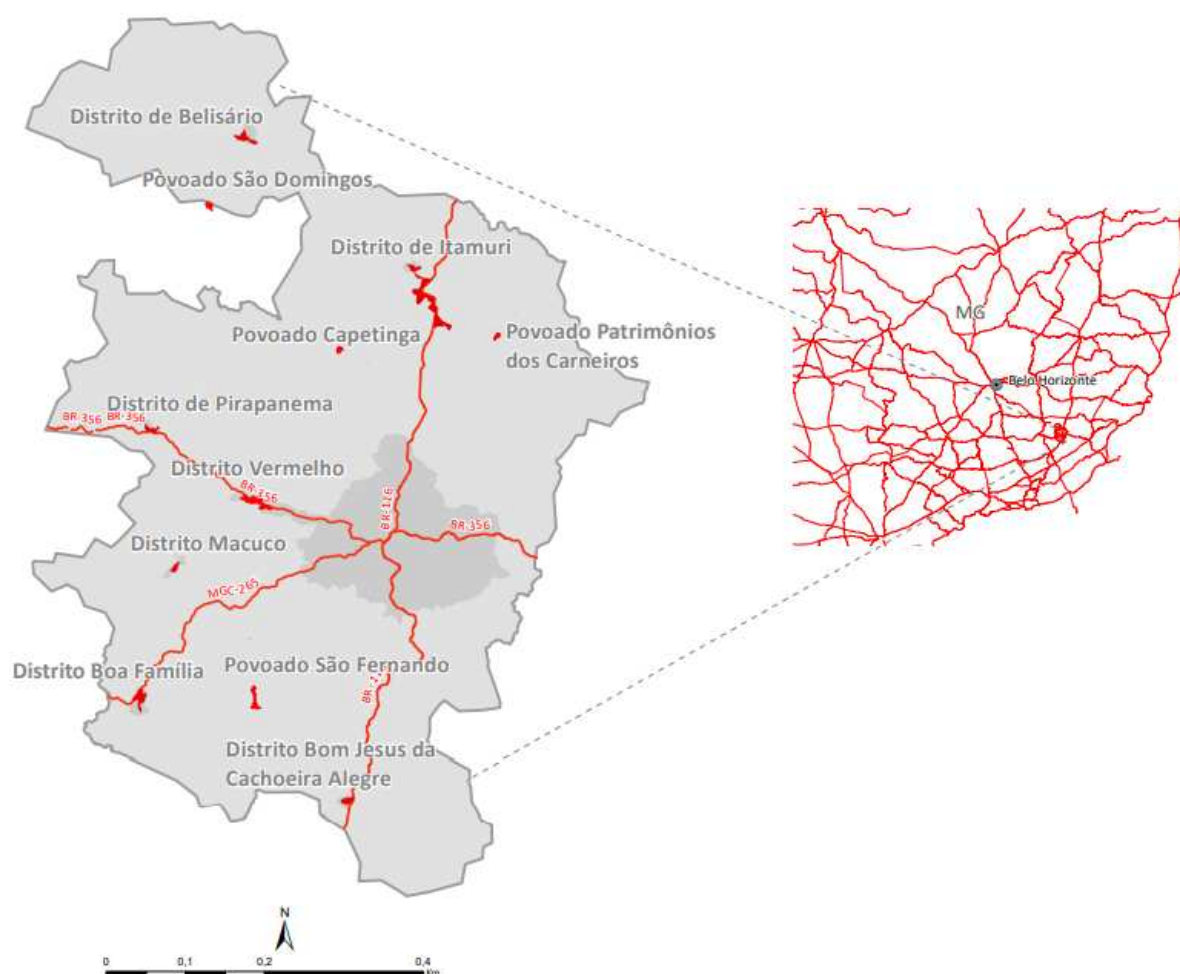 Distrito de Belisário
Povoado São Domingos
Distrito de Itamuri
Povoado Capetinga
Povoado Patrimônios
dos Carneiros
Distrito de Pirapanema
BR-356 BR-356
Distrito Vermelho
BR-356
BR-116
BR-356
Distrito Macuco
MGC-265
Distrito Boa Família
Povoado São Fernando
Distrito Bom Jesus da
Cachoeira Alegre
MG
Belo Horizonte
N
0 0,1 0,2 0,4
Km